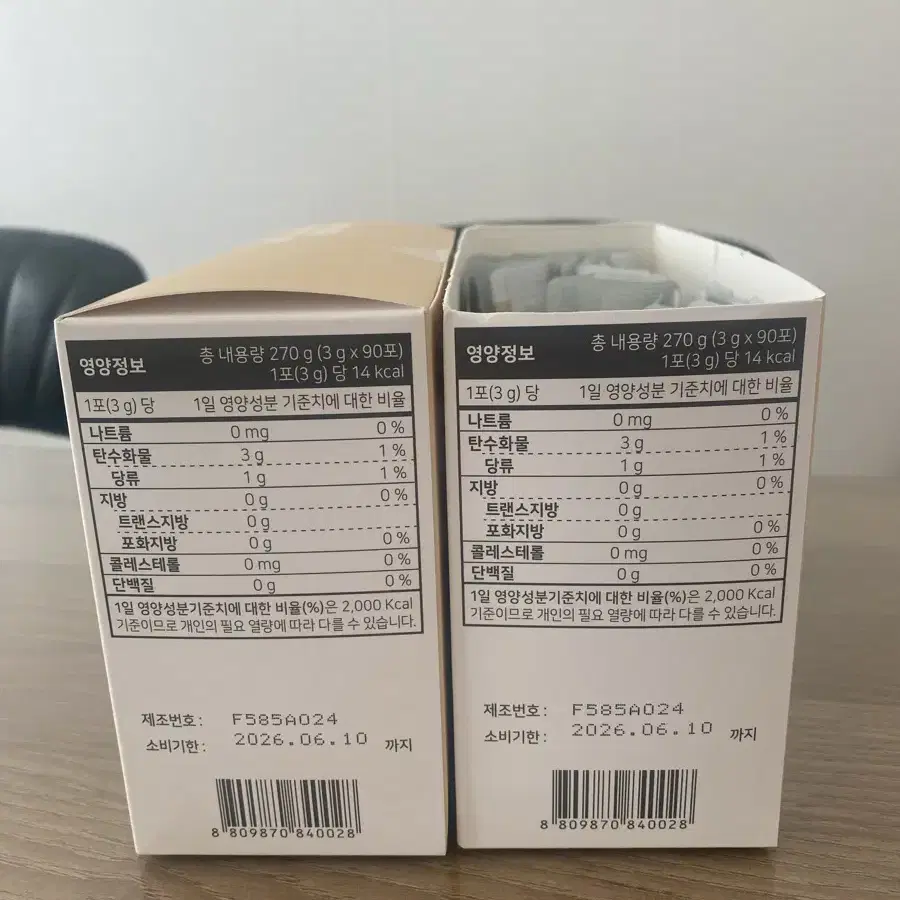 영양정보 총 내용량 270 g (3 g x 90포)
1포(3 g) 당 14 kcal
1포(3 g) 당 1일 영양성분 기준치에 대한 비율
나트륨 0 mg 0 %
탄수화물 3 g 1 %
당류 1 g 1 %
지방 0 g 0 %
트랜스지방 0 g
포화지방 0 g 0 %
콜레스테롤 0 mg 0 %
단백질 0 g 0 %
1일 영양성분기준치에 대한 비율(%)은 2,000 Kcal
기준이므로 개인의 필요 열량에 따라 다를 수 있습니다.
제조번호: F585A024
소비기한: 2026.06.10 까지
8 809870 840028
영양정보 총 내용량 270 g (3 g x 90포)
1포(3 g) 당 14 kcal
1포(3 g) 당 1일 영양성분 기준치에 대한 비율
나트륨 0 mg 0 %
탄수화물 3 g 1 %
당류 1 g 1 %
지방 0 g 0 %
트랜스지방 0 g
포화지방 0 g 0 %
콜레스테롤 0 mg 0 %
단백질 0 g 0 %
1일 영양성분기준치에 대한 비율(%)은 2,000 Kcal
기준이므로 개인의 필요 열량에 따라 다를 수 있습니다.
제조번호: F585A024
소비기한: 2026.06.10 까지
8 809870 840028